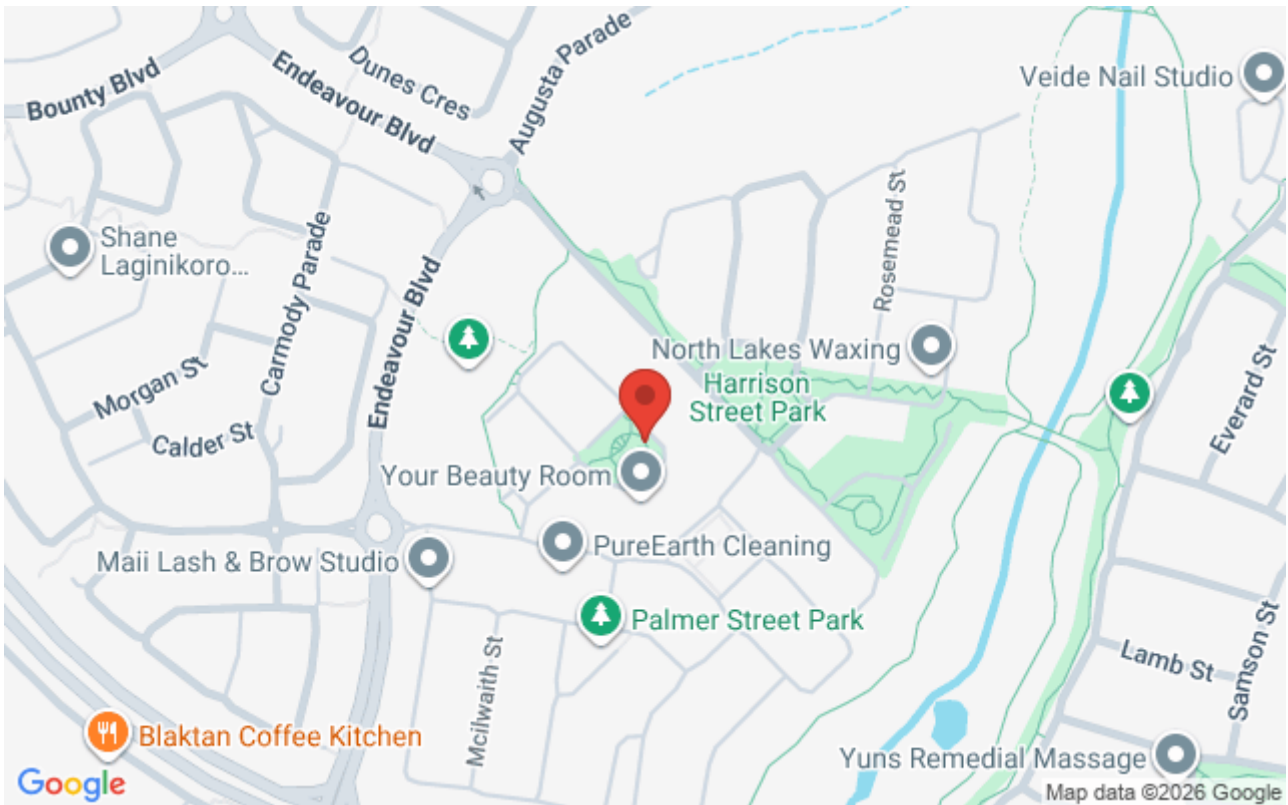 Bounty Blvd
Endeavour Blvd
Dunes Cres
Augusta Parade
Veide Nail Studio
Shane
Laginikoro...
Carmody Parade
Endeavour Blvd
Rosemead St
North Lakes Waxing
Harrison
Street Park
Morgan St
Calder St
Everard St
Your Beauty Room
PureEarth Cleaning
Maii Lash & Brow Studio
Palmer Street Park
Mcilwaith St
Lamb St
Samson St
Blaktan Coffee Kitchen
Yuns Remedial Massage
Google
Map data ©2026 Google